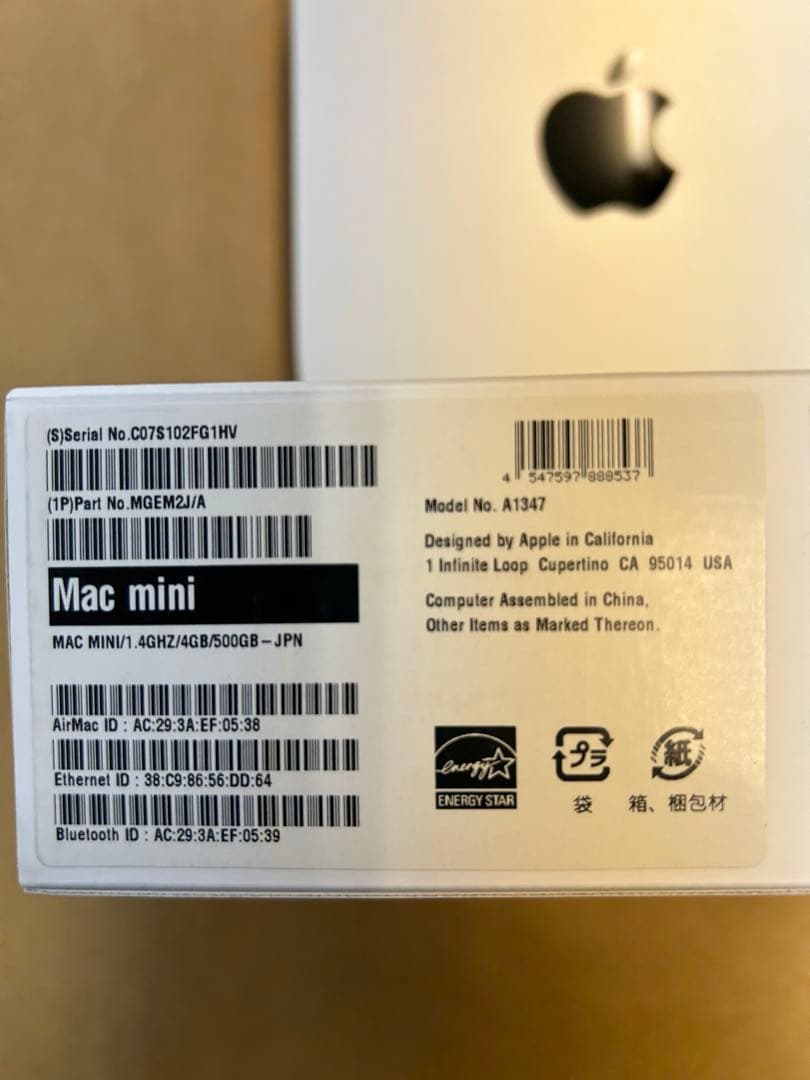 (S)Serial No.C07S102FG1HV
(1P)Part No.MGEM2J/A
Mac mini
MAC MINI/1.4GHZ/4GB/500GB-JPN
AirMac ID : AC:29:3A:EF:05:38
Ethernet ID : 38:C9:86:56:DD:64
Bluetooth ID : AC:29:3A:EF:05:39
4 547597 888537
Model No. A1347
Designed by Apple in California
1 Infinite Loop Cupertino CA 95014 USA
Computer Assembled in China,
Other Items as Marked Thereon.
energy
ENERGY STAR
プラ
袋
紙
箱、梱包材